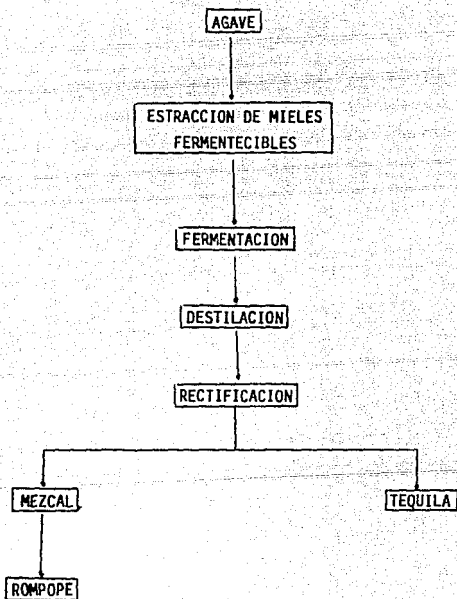 AGAVE
ESTRACCION DE MIELES
FERMENTECIBLES
FERMENTACION
DESTILACION
RECTIFICACION
MEZCAL
TEQUILA
ROMPOPE